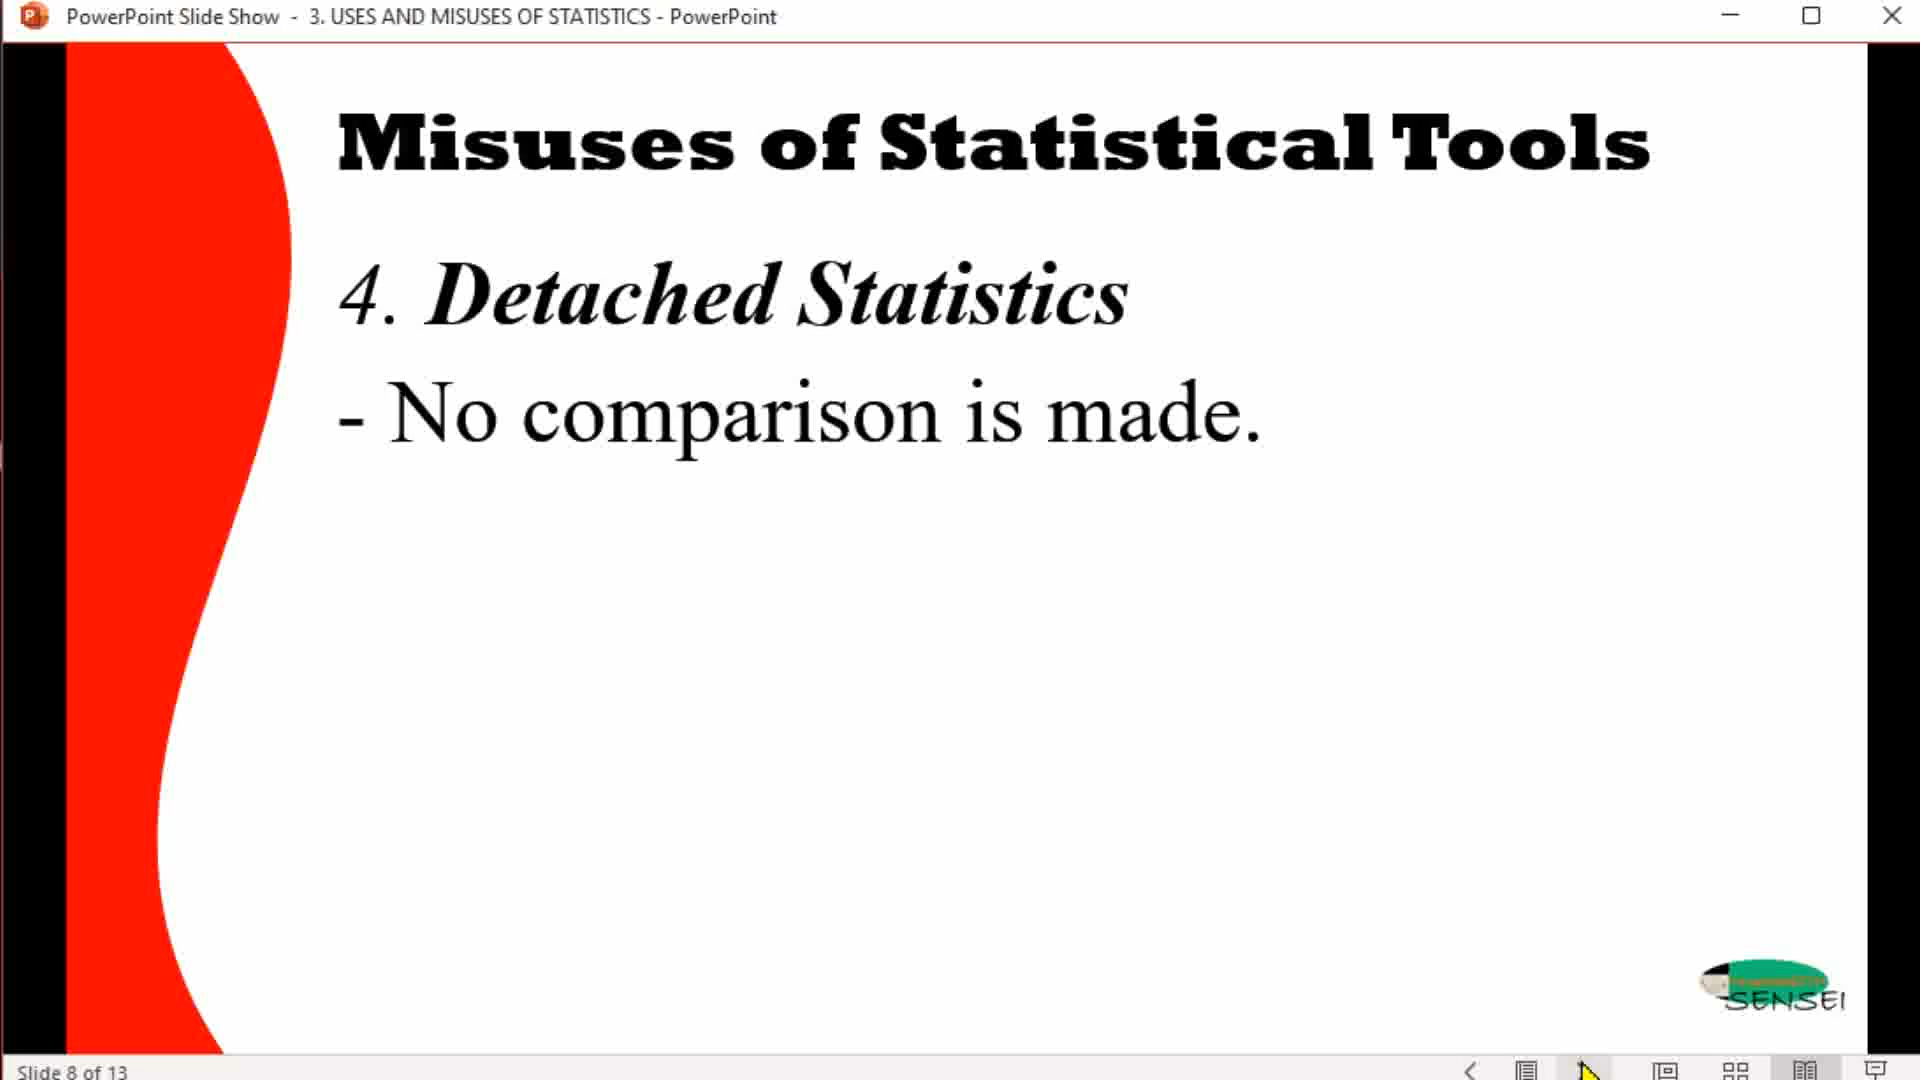 PowerPoint Slide Show - 3. USES AND MISUSES OF STATISTICS - PowerPoint
Misuses of Statistical Tools
4. Detached Statistics
- No comparison is made.
SENSEI
Slide 8 of 13